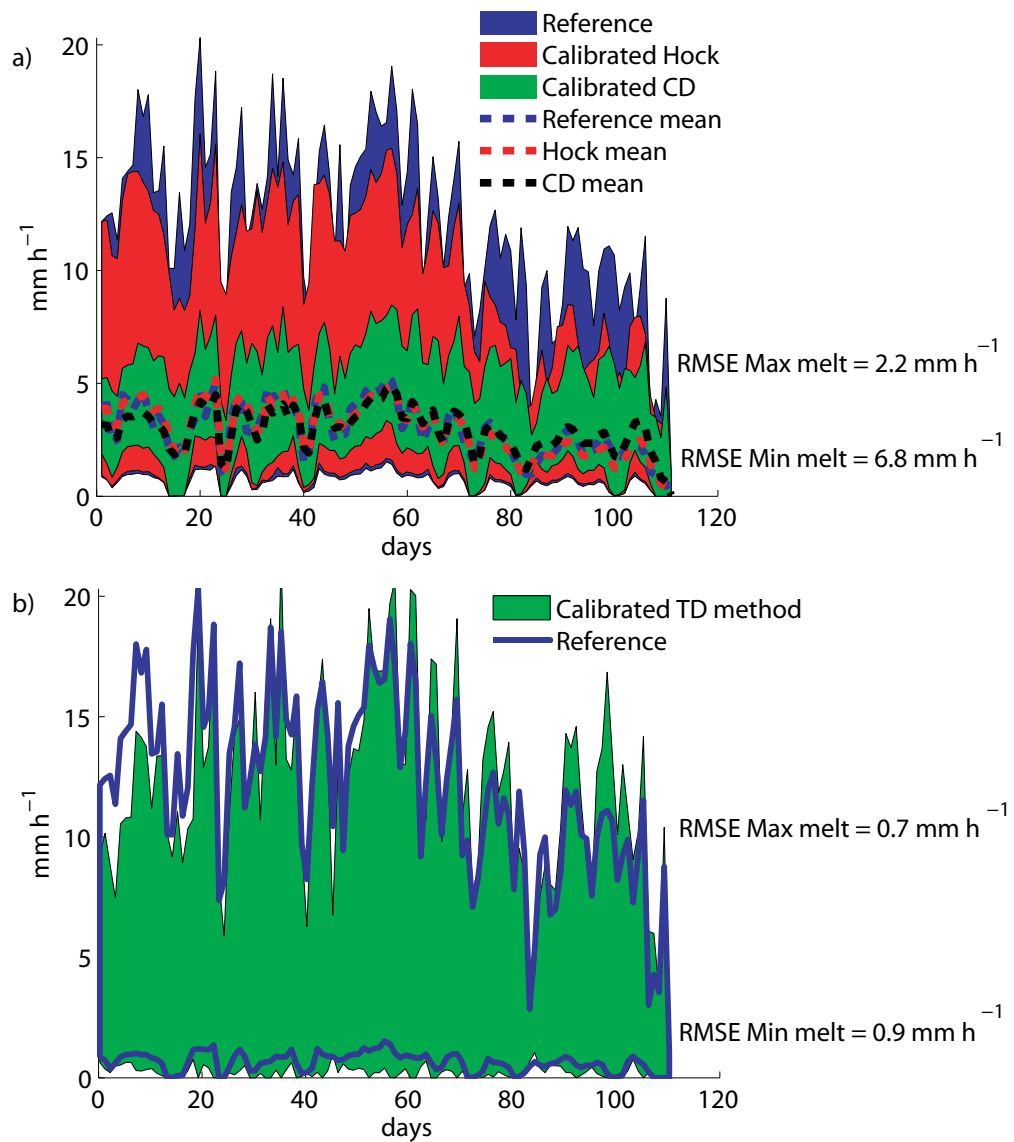 a)
Reference
Calibrated Hock
Calibrated CD
Reference mean
Hock mean
CD mean
20
15
10
5
0
mm h⁻¹
0 20 40 60 80 100 120
days
RMSE Max melt = 2.2 mm h⁻¹
RMSE Min melt = 6.8 mm h⁻¹
b)
Calibrated TD method
Reference
20
15
10
5
0
mm h⁻¹
0 20 40 60 80 100 120
days
RMSE Max melt = 0.7 mm h⁻¹
RMSE Min melt = 0.9 mm h⁻¹